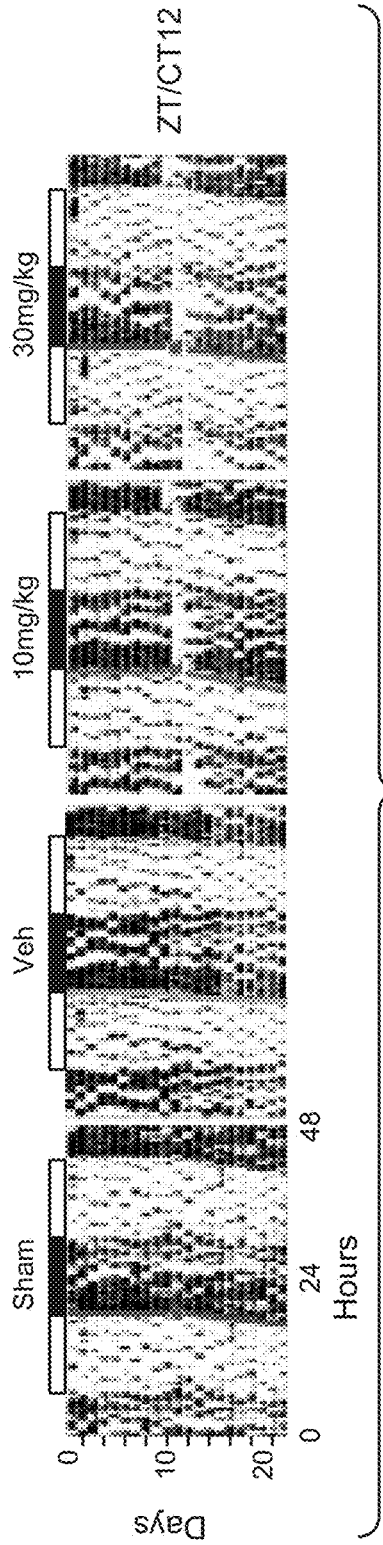 Sham
Veh
10mg/kg
30mg/kg
Days
0
10
20
ZT/CT12
0
24
48
Hours